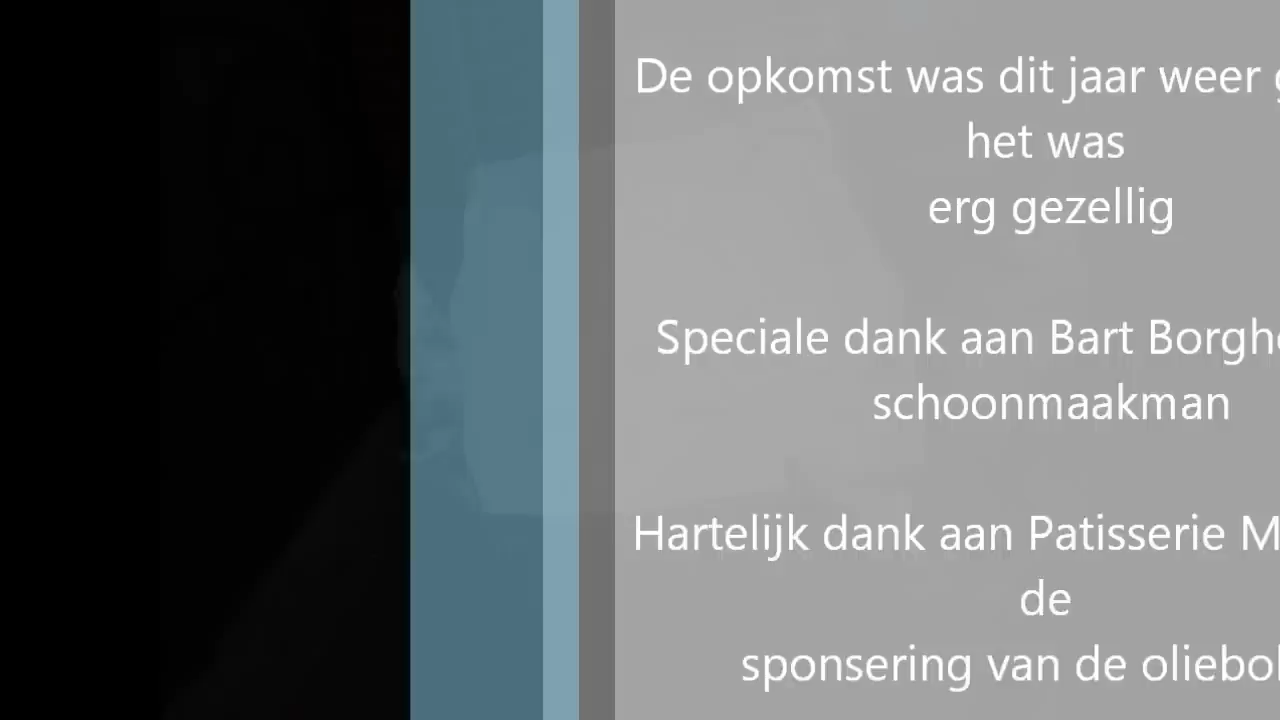 De opkomst was dit jaar weer
het was
erg gezellig
Speciale dank aan Bart
schoonmaakman
Hartelijk dank aan Patisserie
de
sponsering van de